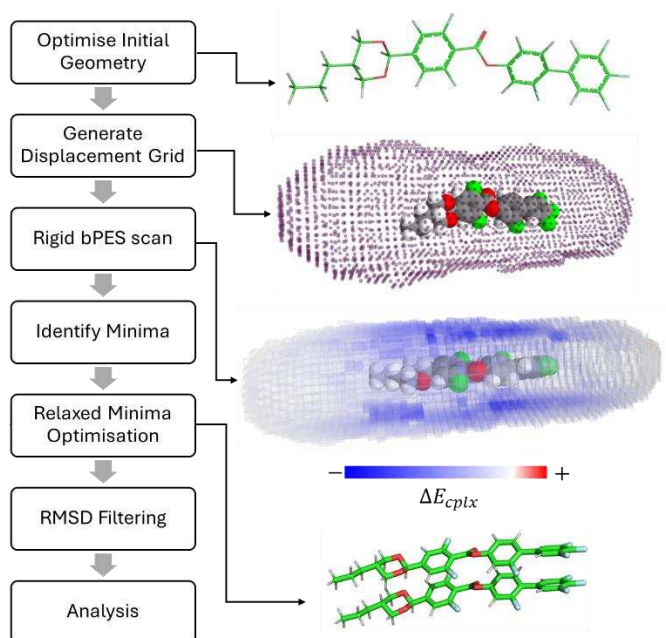 Optimise Initial
Geometry
Generate
Displacement Grid
Rigid bPES scan
Identify Minima
Relaxed Minima
Optimisation
RMSD Filtering
Analysis
− +
ΔE_cplx